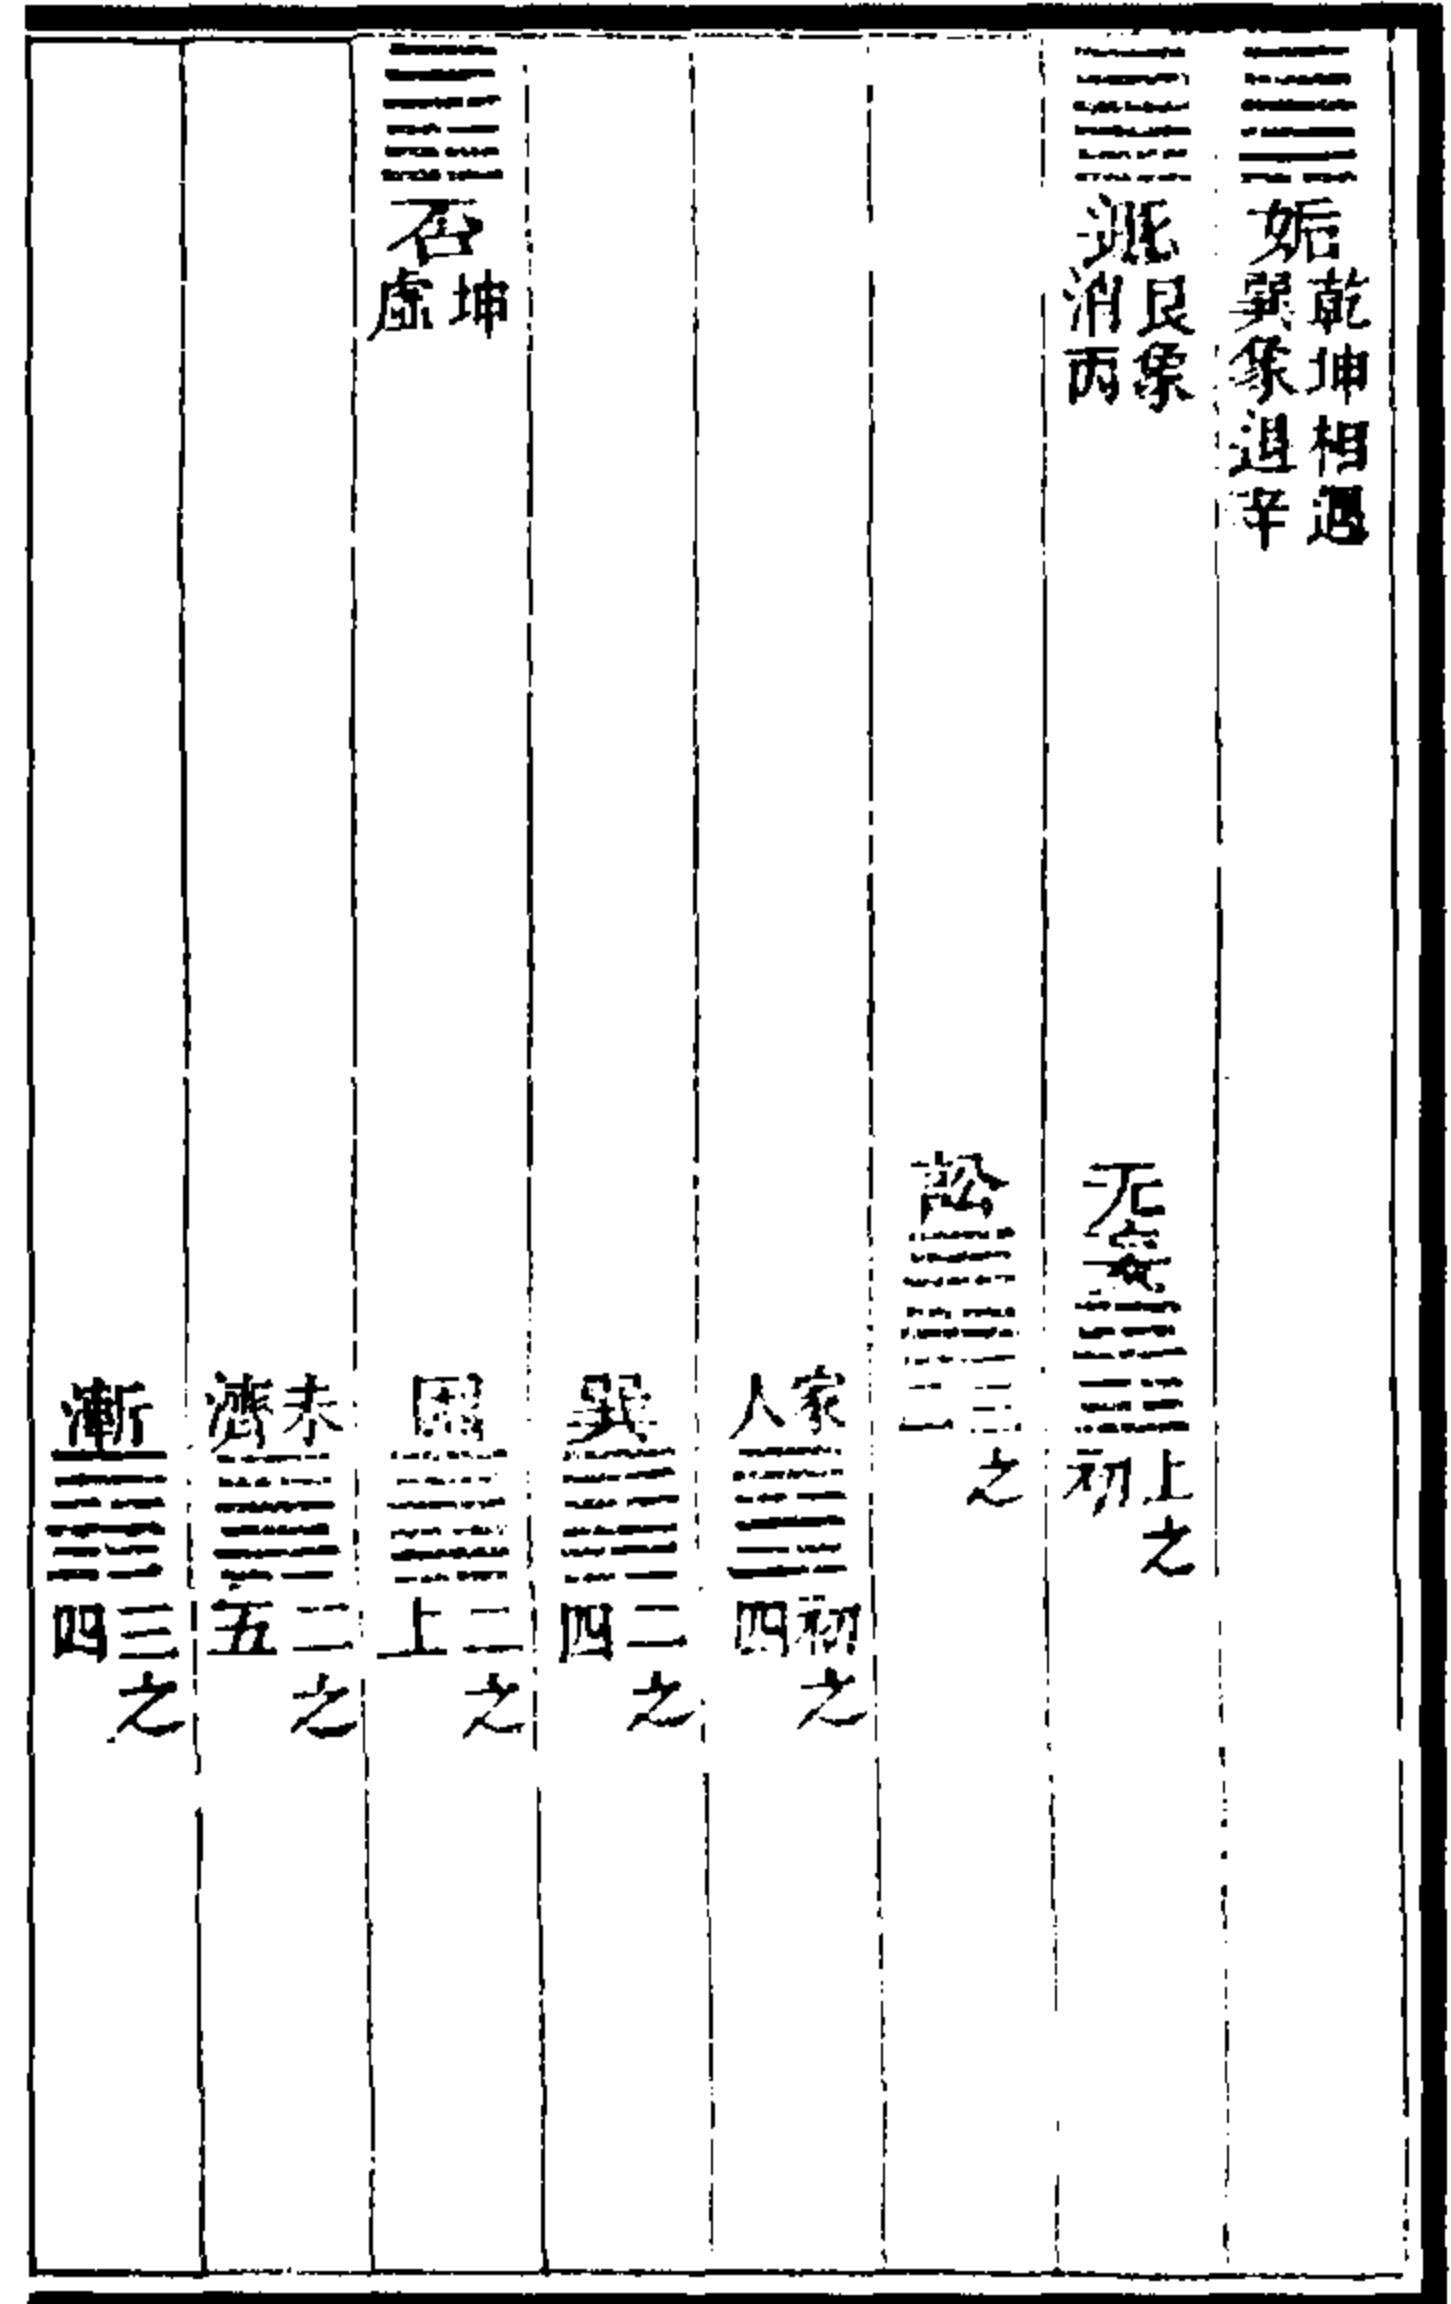 姤乾坤相遇
巽象退辛
遯艮象
消丙
无妄上之
初
訟三之
二
家人初之
四
巽二之
四
否坤
虛
困二之
上
未濟二之
五
漸三之
四